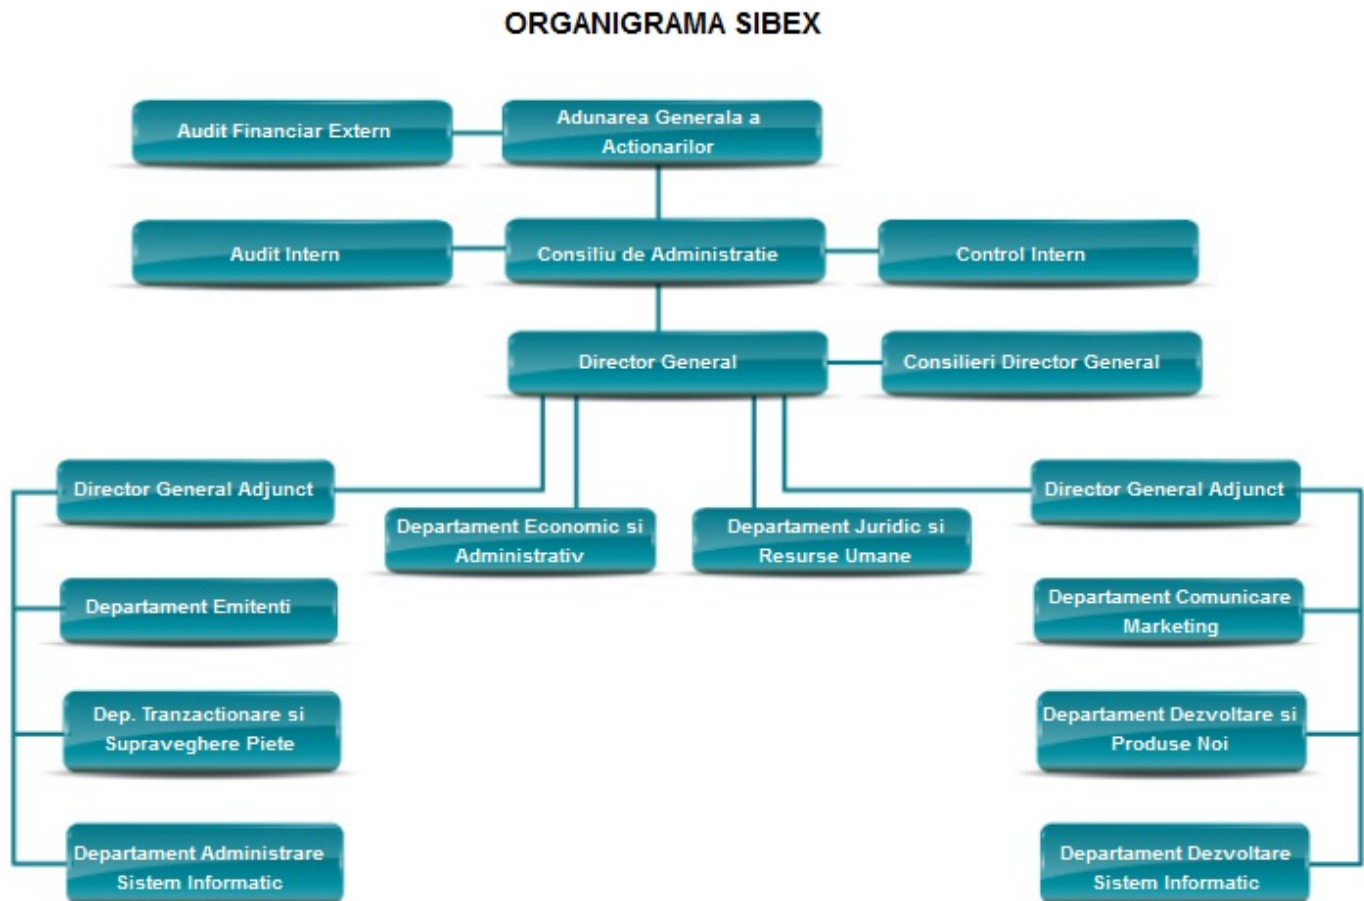 ORGANIGRAMA SIBEX
Audit Financiar Extern
Adunarea Generala a
Actionarilor
Audit Intern
Consiliu de Administratie
Control Intern
Director General
Consilieri Director General
Director General Adjunct
Director General Adjunct
Departament Economic si
Administrativ
Departament Juridic si
Resurse Umane
Departament Emitenti
Departament Comunicare
Marketing
Dep. Tranzactionare si
Supraveghere Piete
Departament Dezvoltare si
Produse Noi
Departament Administrare
Sistem Informatic
Departament Dezvoltare
Sistem Informatic